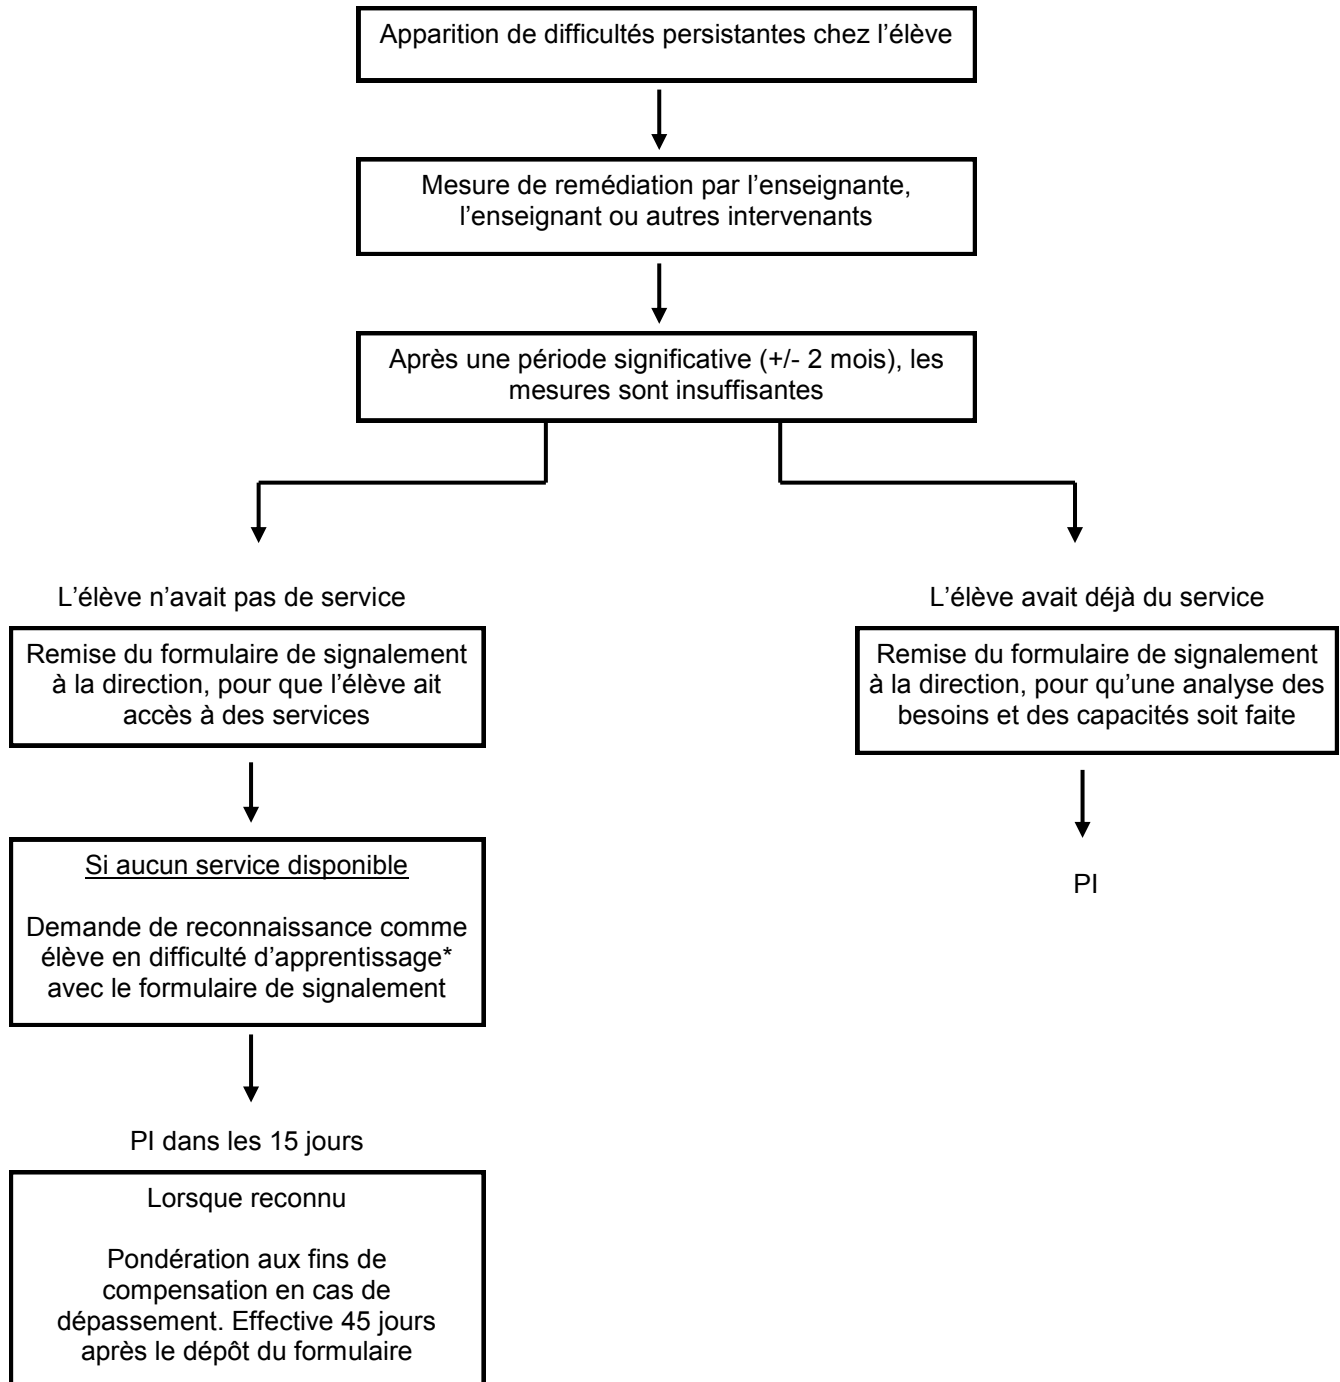 Apparition de difficultés persistantes chez l’élève
Mesure de remédiation par l’enseignante,
l’enseignant ou autres intervenants
Après une période significative (+/- 2 mois), les
mesures sont insuffisantes
L’élève n’avait pas de service
Remise du formulaire de signalement
à la direction, pour que l’élève ait
accès à des services
Si aucun service disponible
Demande de reconnaissance comme
élève en difficulté d’apprentissage*
avec le formulaire de signalement
PI dans les 15 jours
Lorsque reconnu
Pondération aux fins de
compensation en cas de
dépassement. Effective 45 jours
après le dépôt du formulaire
L’élève avait déjà du service
Remise du formulaire de signalement
à la direction, pour qu’une analyse des
besoins et des capacités soit faite
PI